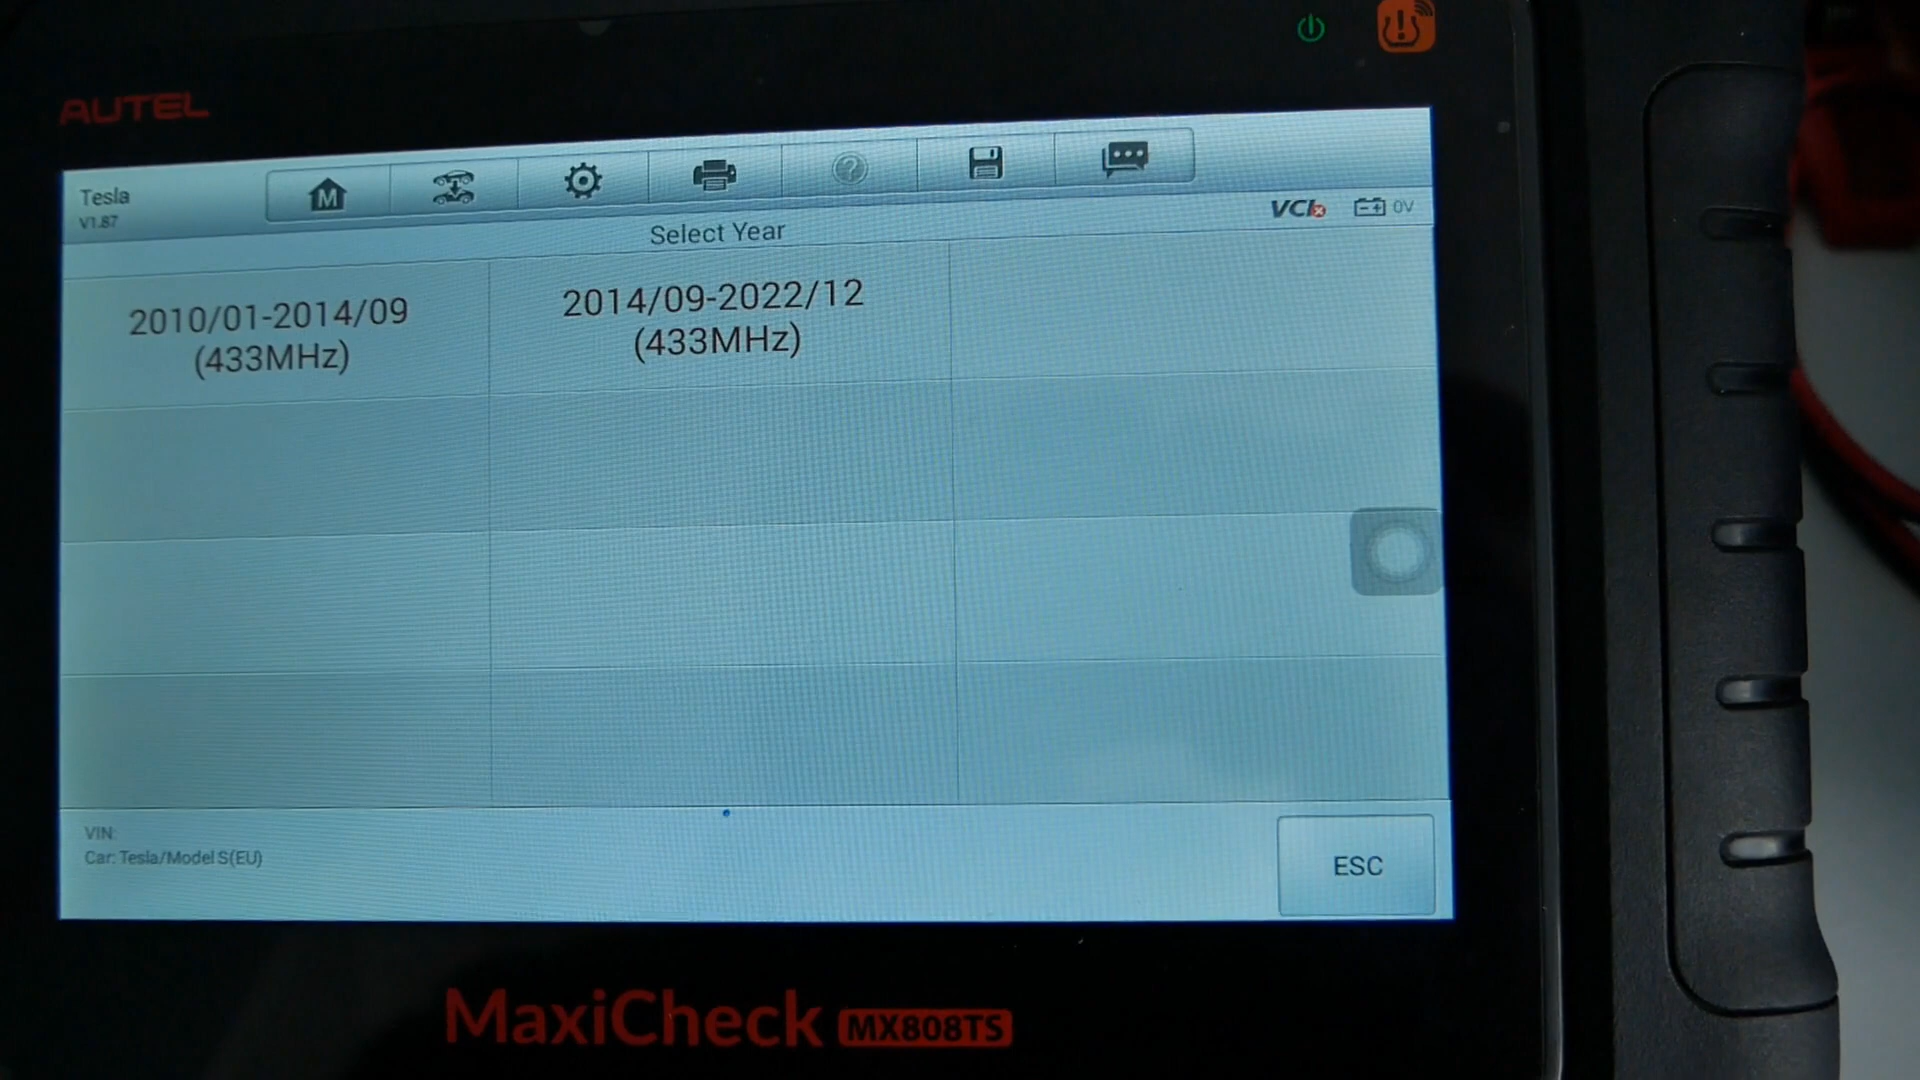 AUTEL
Tesla
V1.87
M
VCI
0V
Select Year
2010/01-2014/09
(433MHz)
2014/09-2022/12
(433MHz)
VIN:
Car: Tesla/Model S(EU)
ESC
MaxiCheck MX808TS